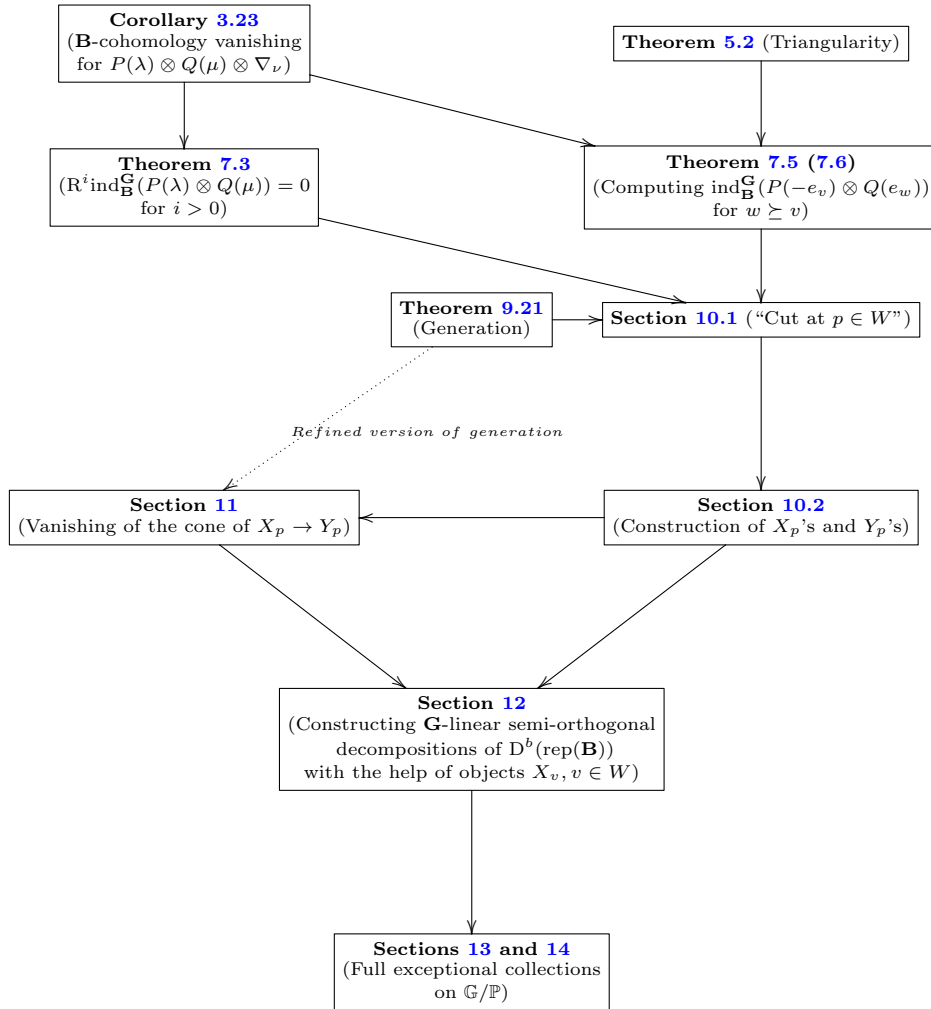 Corollary 3.23
(B-cohomology vanishing
for P(λ) ⊗ Q(μ) ⊗ ∇_ν)
Theorem 5.2 (Triangularity)
Theorem 7.3
(R^i ind_B^G(P(λ) ⊗ Q(μ)) = 0
for i > 0)
Theorem 7.5 (7.6)
(Computing ind_B^G(P(−e_v) ⊗ Q(e_w))
for w ⪰ v)
Theorem 9.21
(Generation)
Section 10.1 (“Cut at p ∈ W”)
Refined version of generation
Section 11
(Vanishing of the cone of X_p → Y_p)
Section 10.2
(Construction of X_p’s and Y_p’s)
Section 12
(Constructing G-linear semi-orthogonal
decompositions of D^b(rep(B))
with the help of objects X_v, v ∈ W)
Sections 13 and 14
(Full exceptional collections
on 𝔾/ℙ)